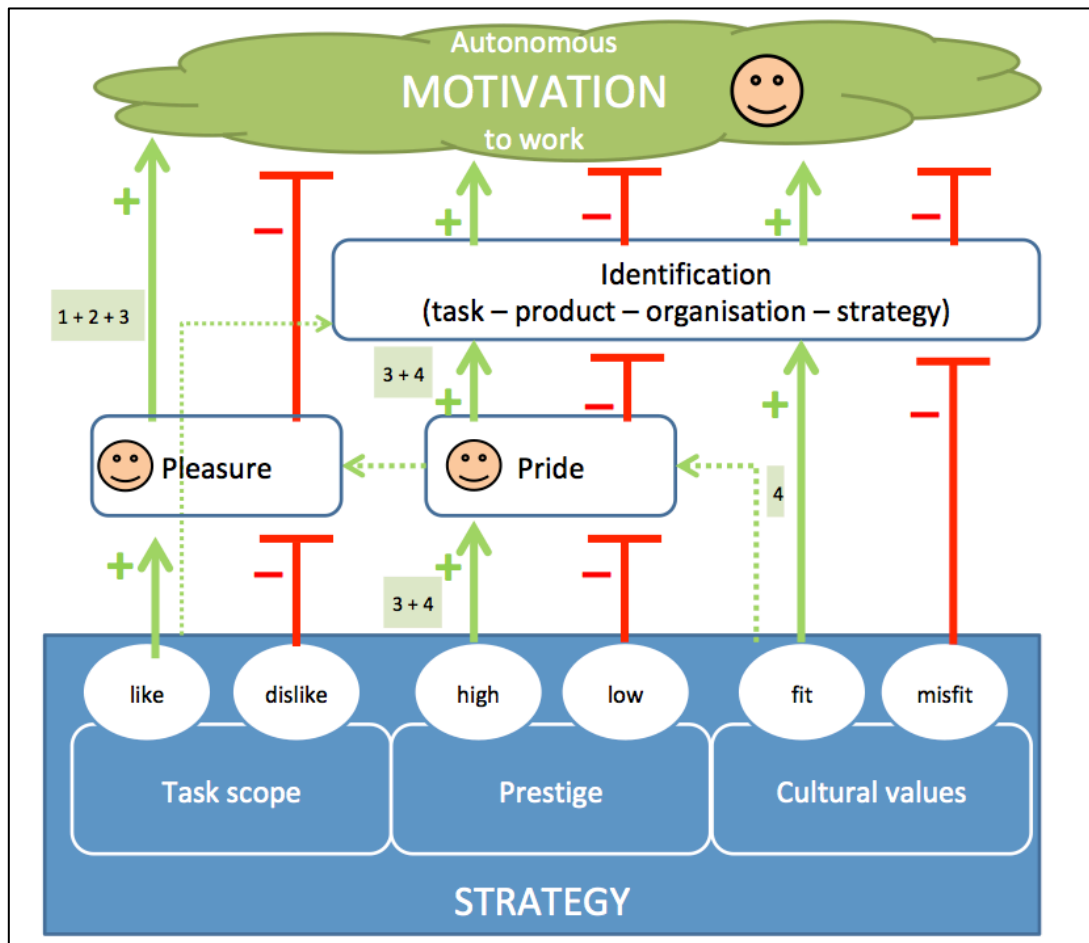 Autonomous
MOTIVATION
to work
+
–
+
–
+
–
Identification
(task – product – organisation – strategy)
1 + 2 + 3
3 + 4
+
–
+
–
Pleasure
Pride
4
+
–
+
–
3 + 4
like
dislike
high
low
fit
misfit
Task scope
Prestige
Cultural values
STRATEGY